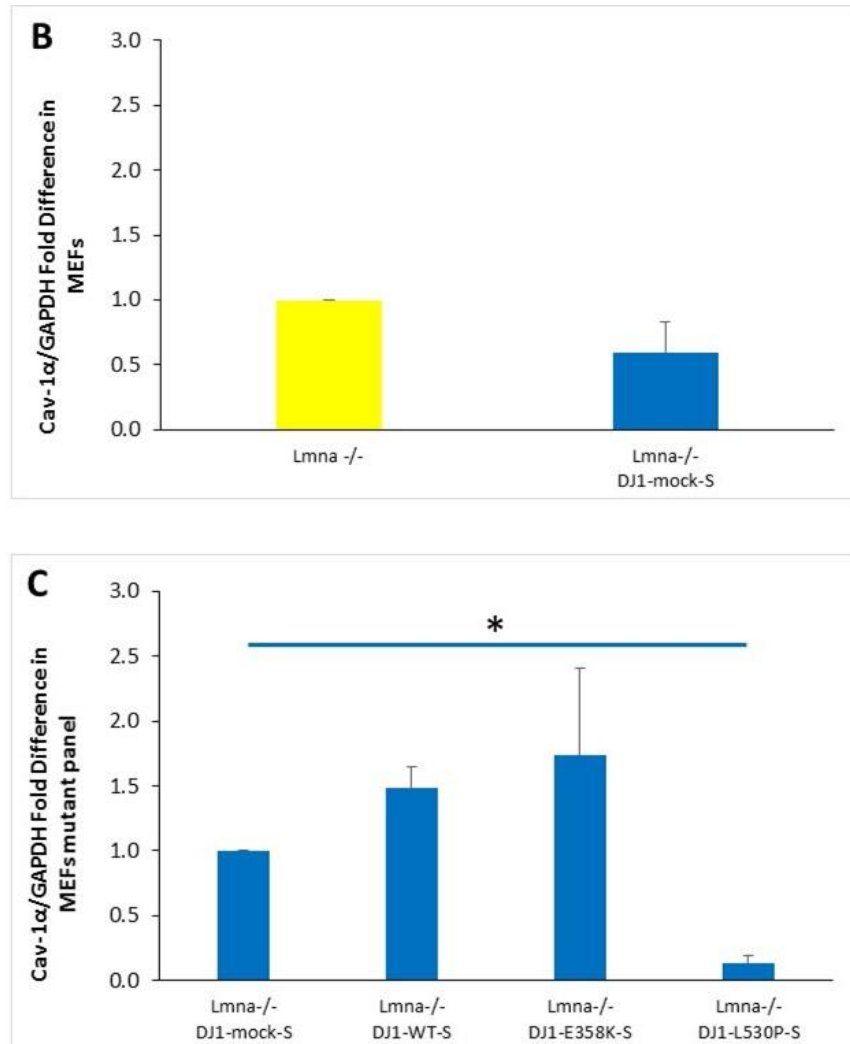 B
Cav-1α/GAPDH Fold Difference in
MEFs
3.0
2.5
2.0
1.5
1.0
0.5
0.0
Lmna -/-
Lmna-/-
DJ1-mock-S
C
Cav-1α/GAPDH Fold Difference in
MEFs mutant panel
3.0
2.5
2.0
1.5
1.0
0.5
0.0
*
Lmna-/-
DJ1-mock-S
Lmna-/-
DJ1-WT-S
Lmna-/-
DJ1-E358K-S
Lmna-/-
DJ1-L530P-S